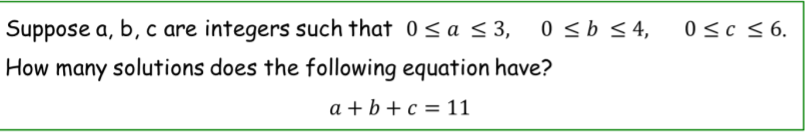 Suppose a, b, c are integers such that 0 ≤ a ≤ 3, 0 ≤ b ≤ 4, 0 ≤ c ≤ 6.
How many solutions does the following equation have?
a + b + c = 11